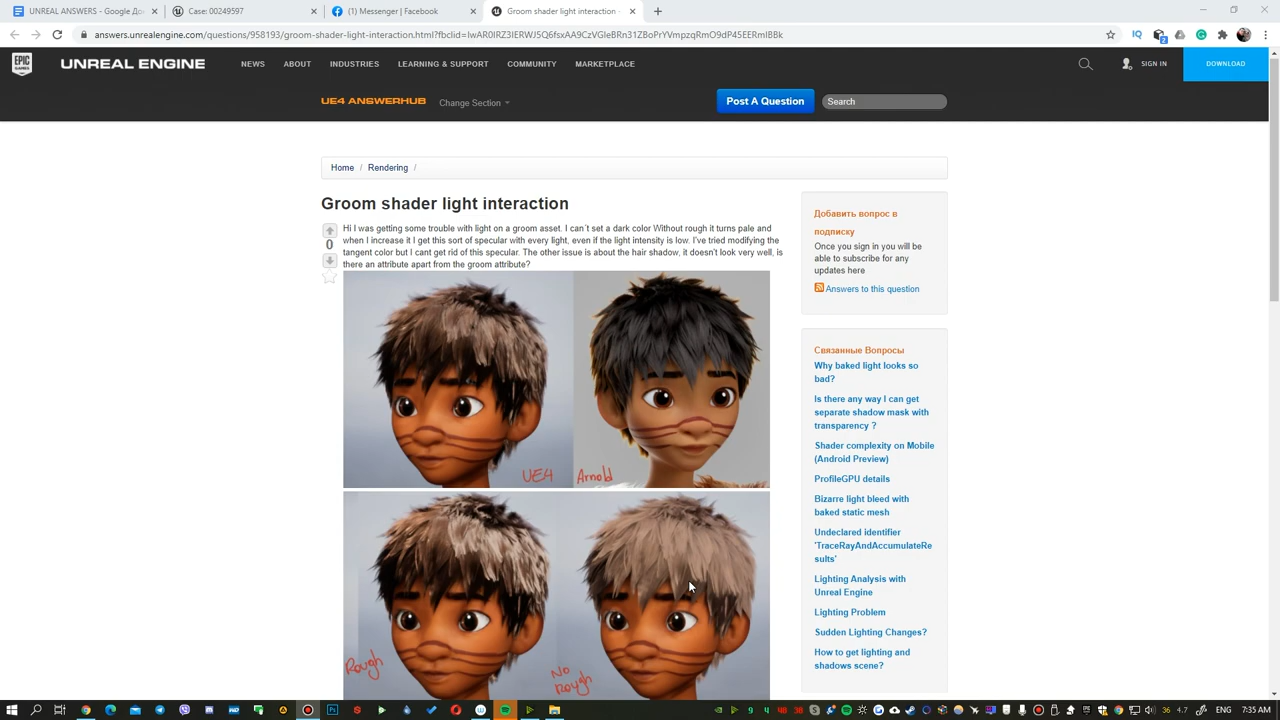 UNREAL ANSWERS - Google До
Case: 00249597
(1) Messenger | Facebook
Groom shader light interaction -
answers.unrealengine.com/questions/958193/groom-shader-light-interaction.html?fbclid=IwAR0IRZ3IERWJ5Q6fsxAA9CzVGIeBRn31ZBoPrYVmpzqRmO9dP45EERmIBBk
EPIC GAMES
UNREAL ENGINE
NEWS
ABOUT
INDUSTRIES
LEARNING & SUPPORT
COMMUNITY
MARKETPLACE
SIGN IN
DOWNLOAD
UE4 ANSWERHUB
Change Section
Post A Question
Search
Home / Rendering /
Groom shader light interaction
0
Hi I was getting some trouble with light on a groom asset. I can´t set a dark color Without rough it turns pale and
when I increase it I get this sort of specular with every light, even if the light intensity is low. I've tried modifying the
tangent color but I cant get rid of this specular. The other issue is about the hair shadow, it doesn't look very well, is
there an attribute apart from the groom attribute?
UE4
Arnold
Rough
No
Rough
Добавить вопрос в
подписку
Once you sign in you will be
able to subscribe for any
updates here
Answers to this question
Связанные Вопросы
Why baked light looks so
bad?
Is there any way I can get
separate shadow mask with
transparency ?
Shader complexity on Mobile
(Android Preview)
ProfileGPU details
Bizarre light bleed with
baked static mesh
Undeclared identifier
'TraceRayAndAccumulateRe
sults'
Lighting Analysis with
Unreal Engine
Lighting Problem
Sudden Lighting Changes?
How to get lighting and
shadows scene?
36
4.7
ENG
7:35 AM